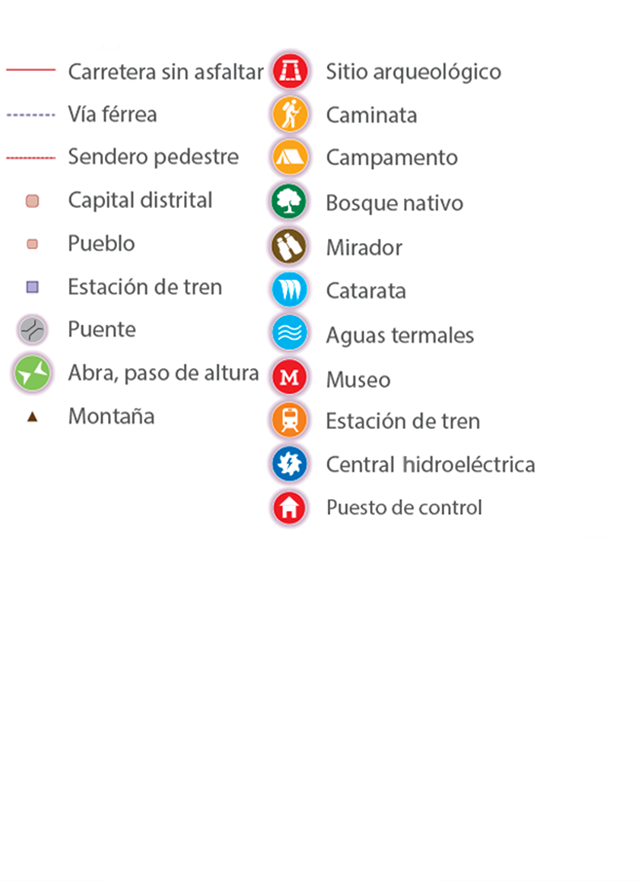 Carretera sin asfaltar
Vía férrea
Sendero pedestre
Capital distrital
Pueblo
Estación de tren
Puente
Abra, paso de altura
Montaña
Sitio arqueológico
Caminata
Campamento
Bosque nativo
Mirador
Catarata
Aguas termales
M
Museo
Estación de tren
Central hidroeléctrica
Puesto de control